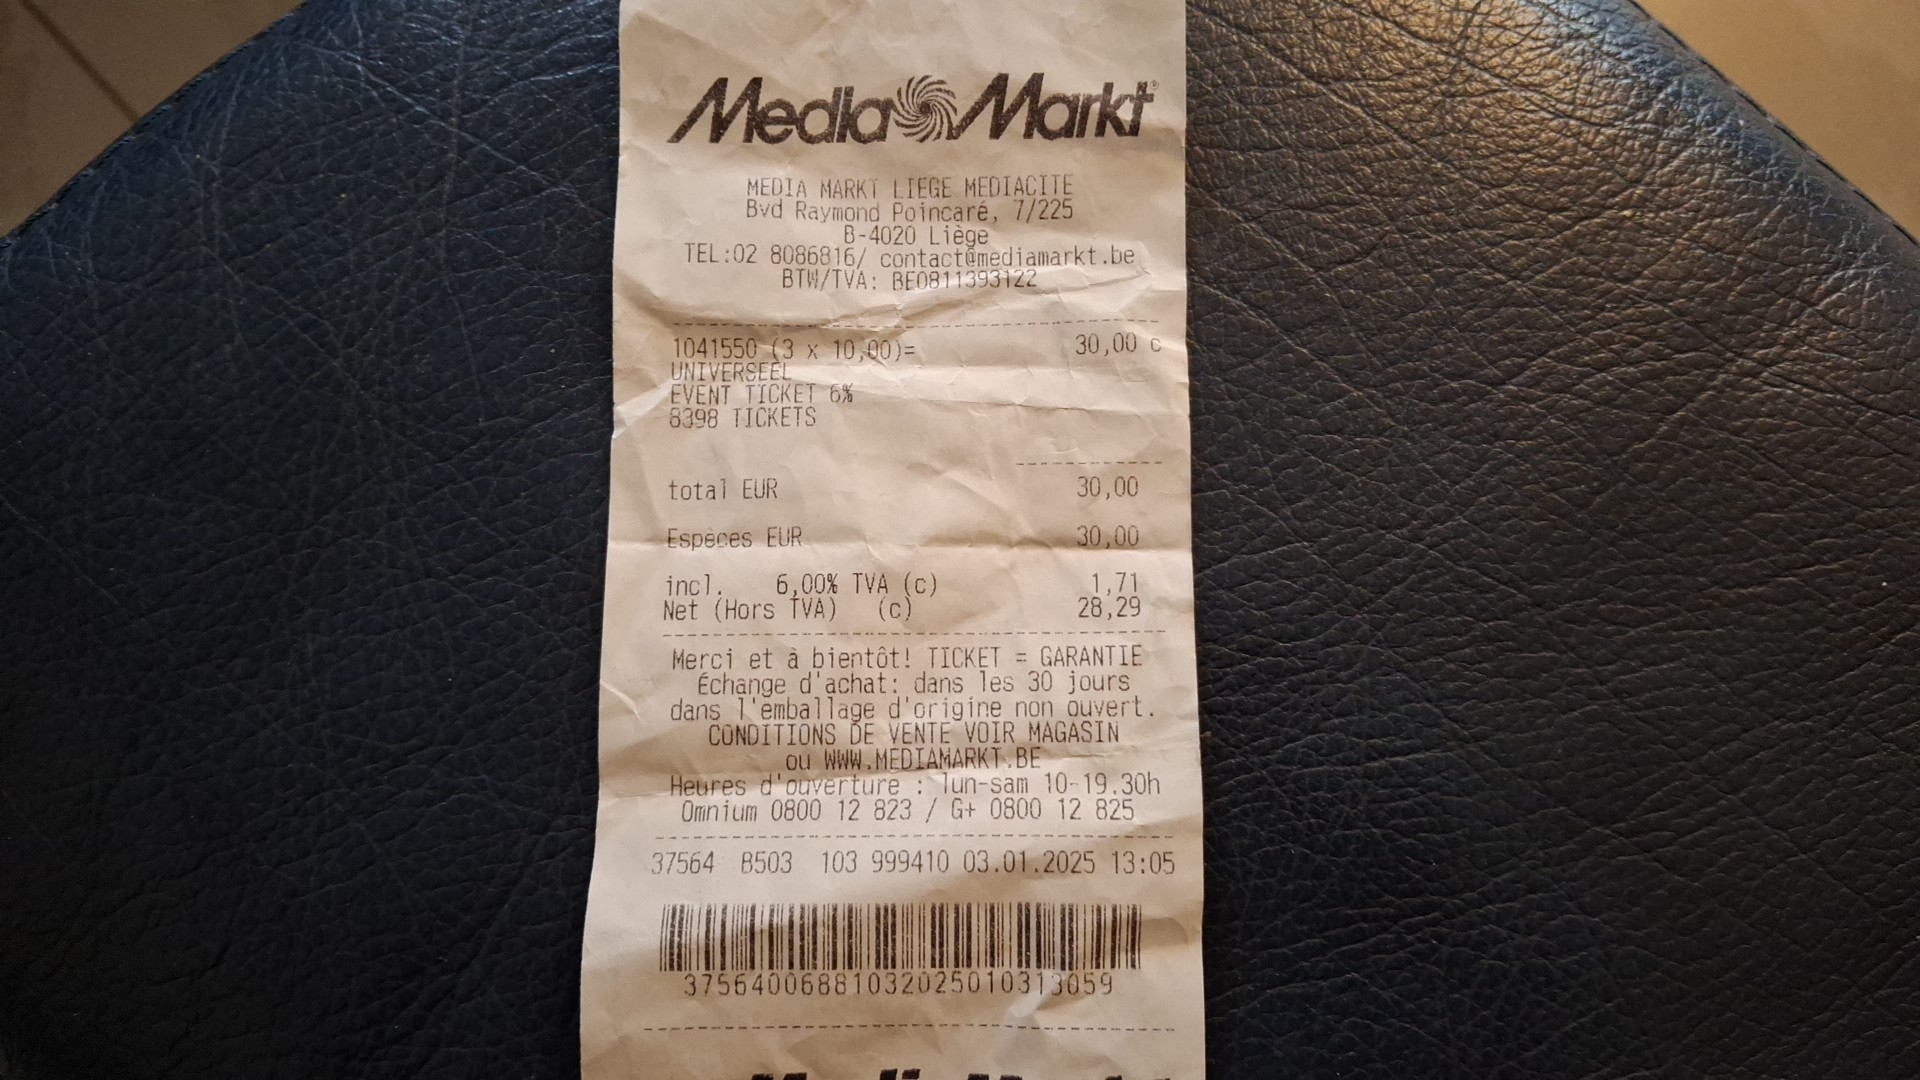 MediaMarkt®
MEDIA MARKT LIEGE MEDIACITE
Bvd Raymond Poincaré, 7/225
B-4020 Liège
TEL:02 8086816/ contact@mediamarkt.be
BTW/TVA: BE0811393122
1041550 (3 x 10,00)= 30,00 c
UNIVERSEEL
EVENT TICKET 6%
8398 TICKETS
total EUR 30,00
Espèces EUR 30,00
incl. 6,00% TVA (c) 1,71
Net (Hors TVA) (c) 28,29
Merci et à bientôt! TICKET = GARANTIE
Échange d'achat: dans les 30 jours
dans l'emballage d'origine non ouvert.
CONDITIONS DE VENTE VOIR MAGASIN
ou WWW.MEDIAMARKT.BE
Heures d'ouverture : lun-sam 10-19.30h
Omnium 0800 12 823 / G+ 0800 12 825
37564 B503 103 999410 03.01.2025 13:05
37564006881032025010313059
MediaMarkt